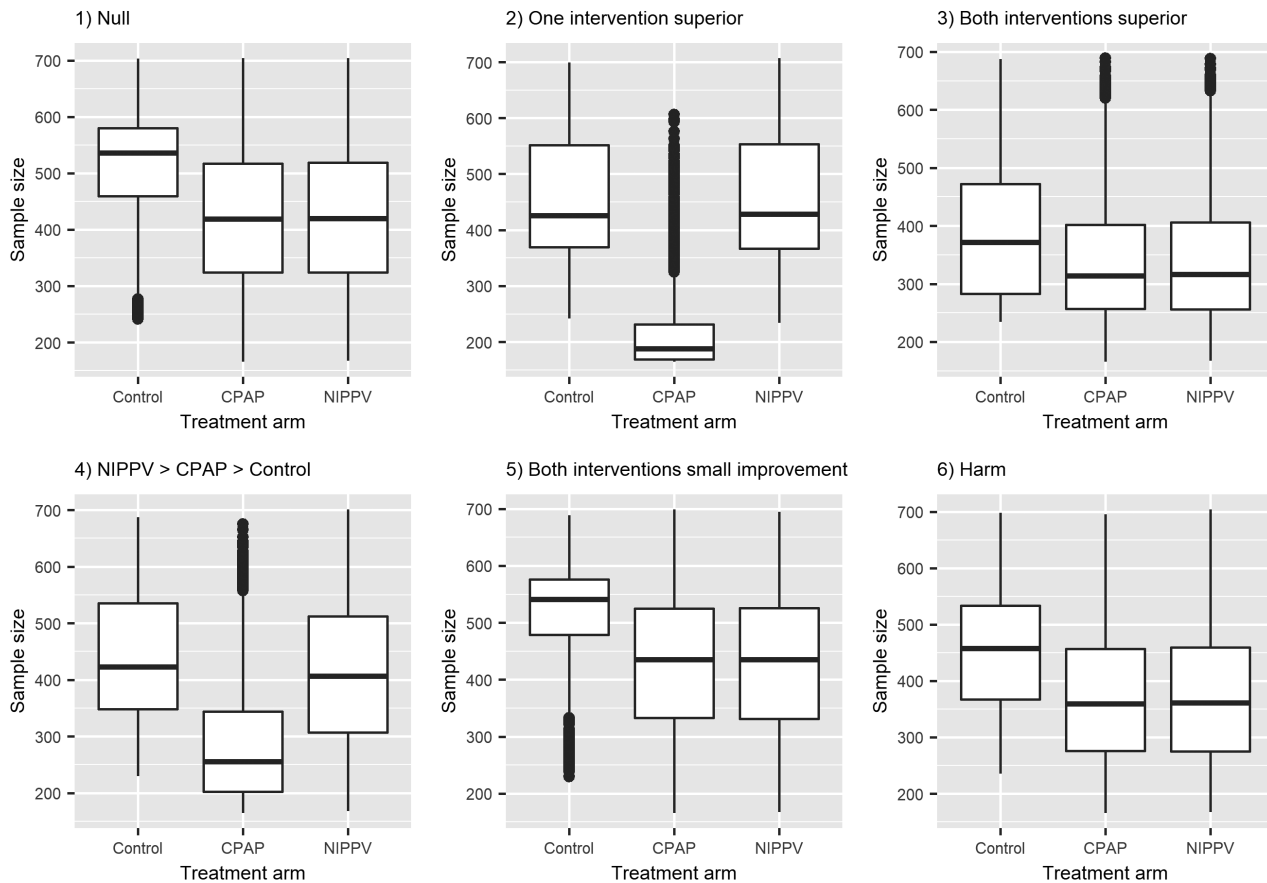 1) Null
Sample size
700
600
500
400
300
200
Control CPAP NIPPV
Treatment arm
2) One intervention superior
Sample size
700
600
500
400
300
200
Control CPAP NIPPV
Treatment arm
3) Both interventions superior
Sample size
700
600
500
400
300
200
Control CPAP NIPPV
Treatment arm
4) NIPPV > CPAP > Control
Sample size
700
600
500
400
300
200
Control CPAP NIPPV
Treatment arm
5) Both interventions small improvement
Sample size
700
600
500
400
300
200
Control CPAP NIPPV
Treatment arm
6) Harm
Sample size
700
600
500
400
300
200
Control CPAP NIPPV
Treatment arm